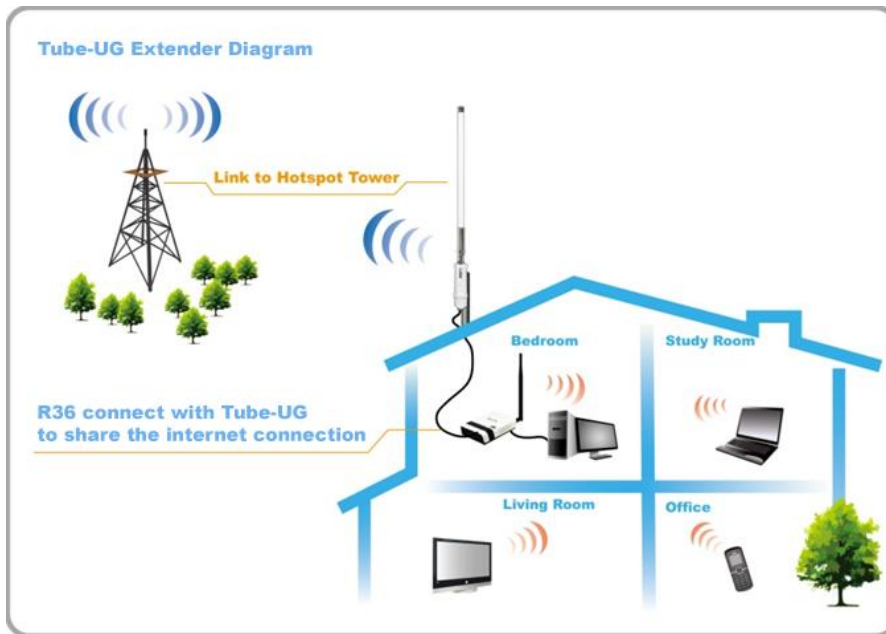 Tube-UG Extender Diagram
Link to Hotspot Tower
Bedroom
Study Room
R36 connect with Tube-UG
to share the internet connection
Living Room
Office